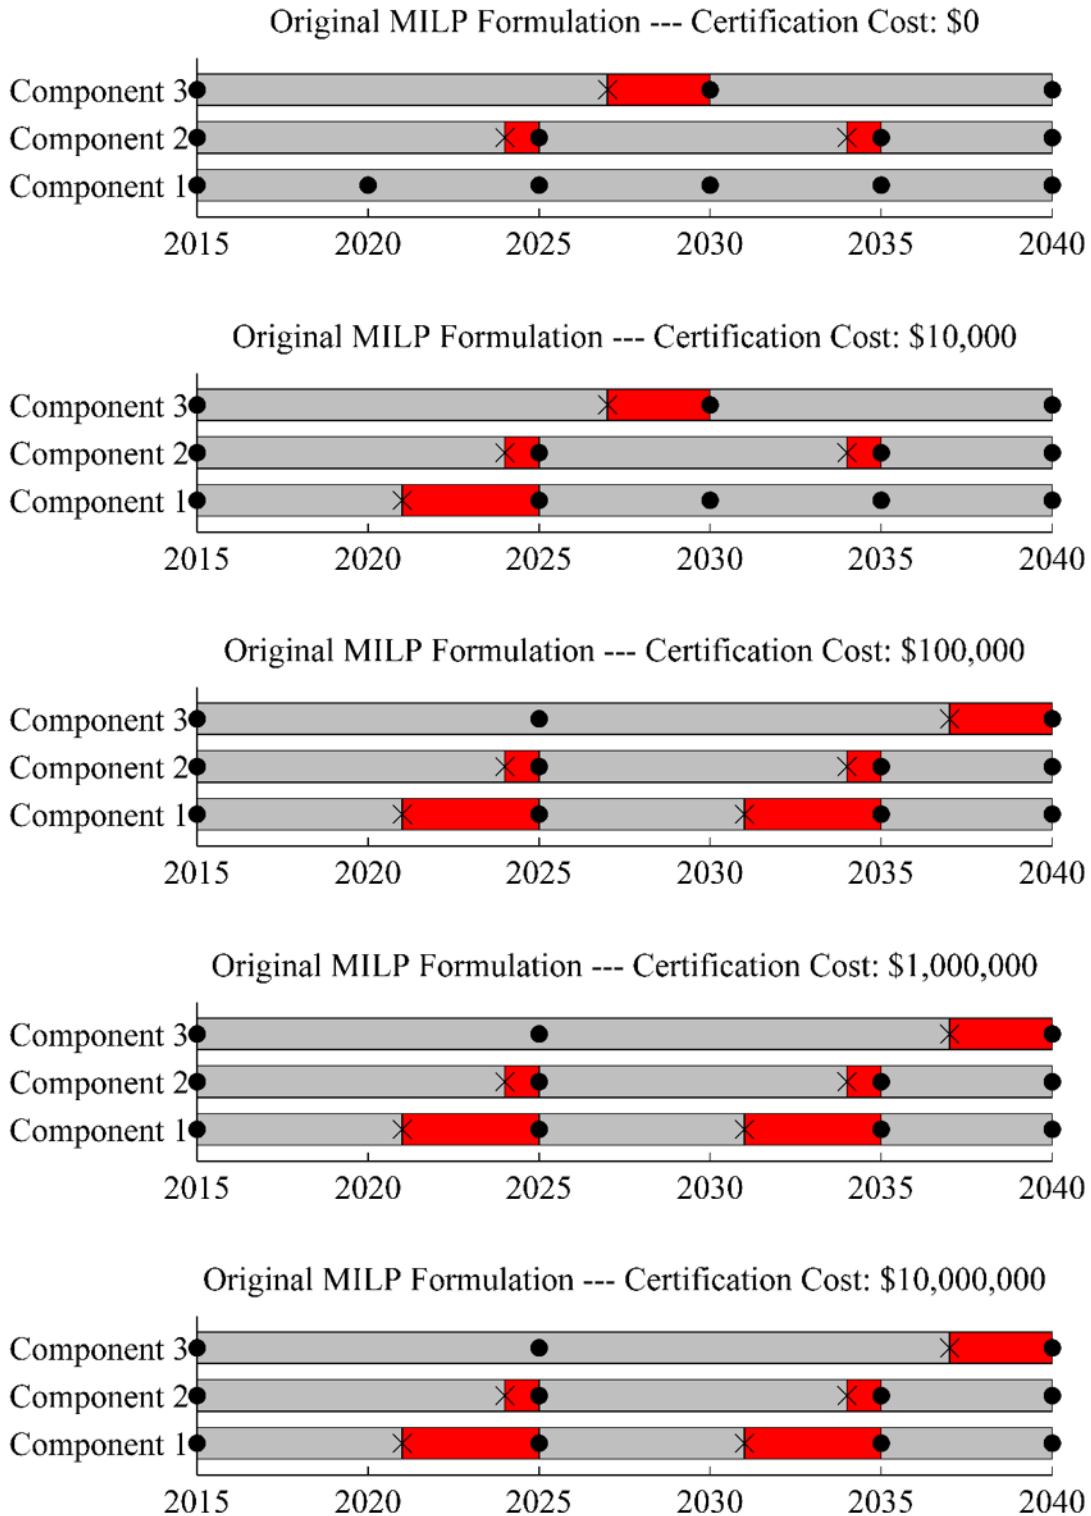 Original MILP Formulation --- Certification Cost: $0
Component 3
Component 2
Component 1
2015 2020 2025 2030 2035 2040
Original MILP Formulation --- Certification Cost: $10,000
Component 3
Component 2
Component 1
2015 2020 2025 2030 2035 2040
Original MILP Formulation --- Certification Cost: $100,000
Component 3
Component 2
Component 1
2015 2020 2025 2030 2035 2040
Original MILP Formulation --- Certification Cost: $1,000,000
Component 3
Component 2
Component 1
2015 2020 2025 2030 2035 2040
Original MILP Formulation --- Certification Cost: $10,000,000
Component 3
Component 2
Component 1
2015 2020 2025 2030 2035 2040